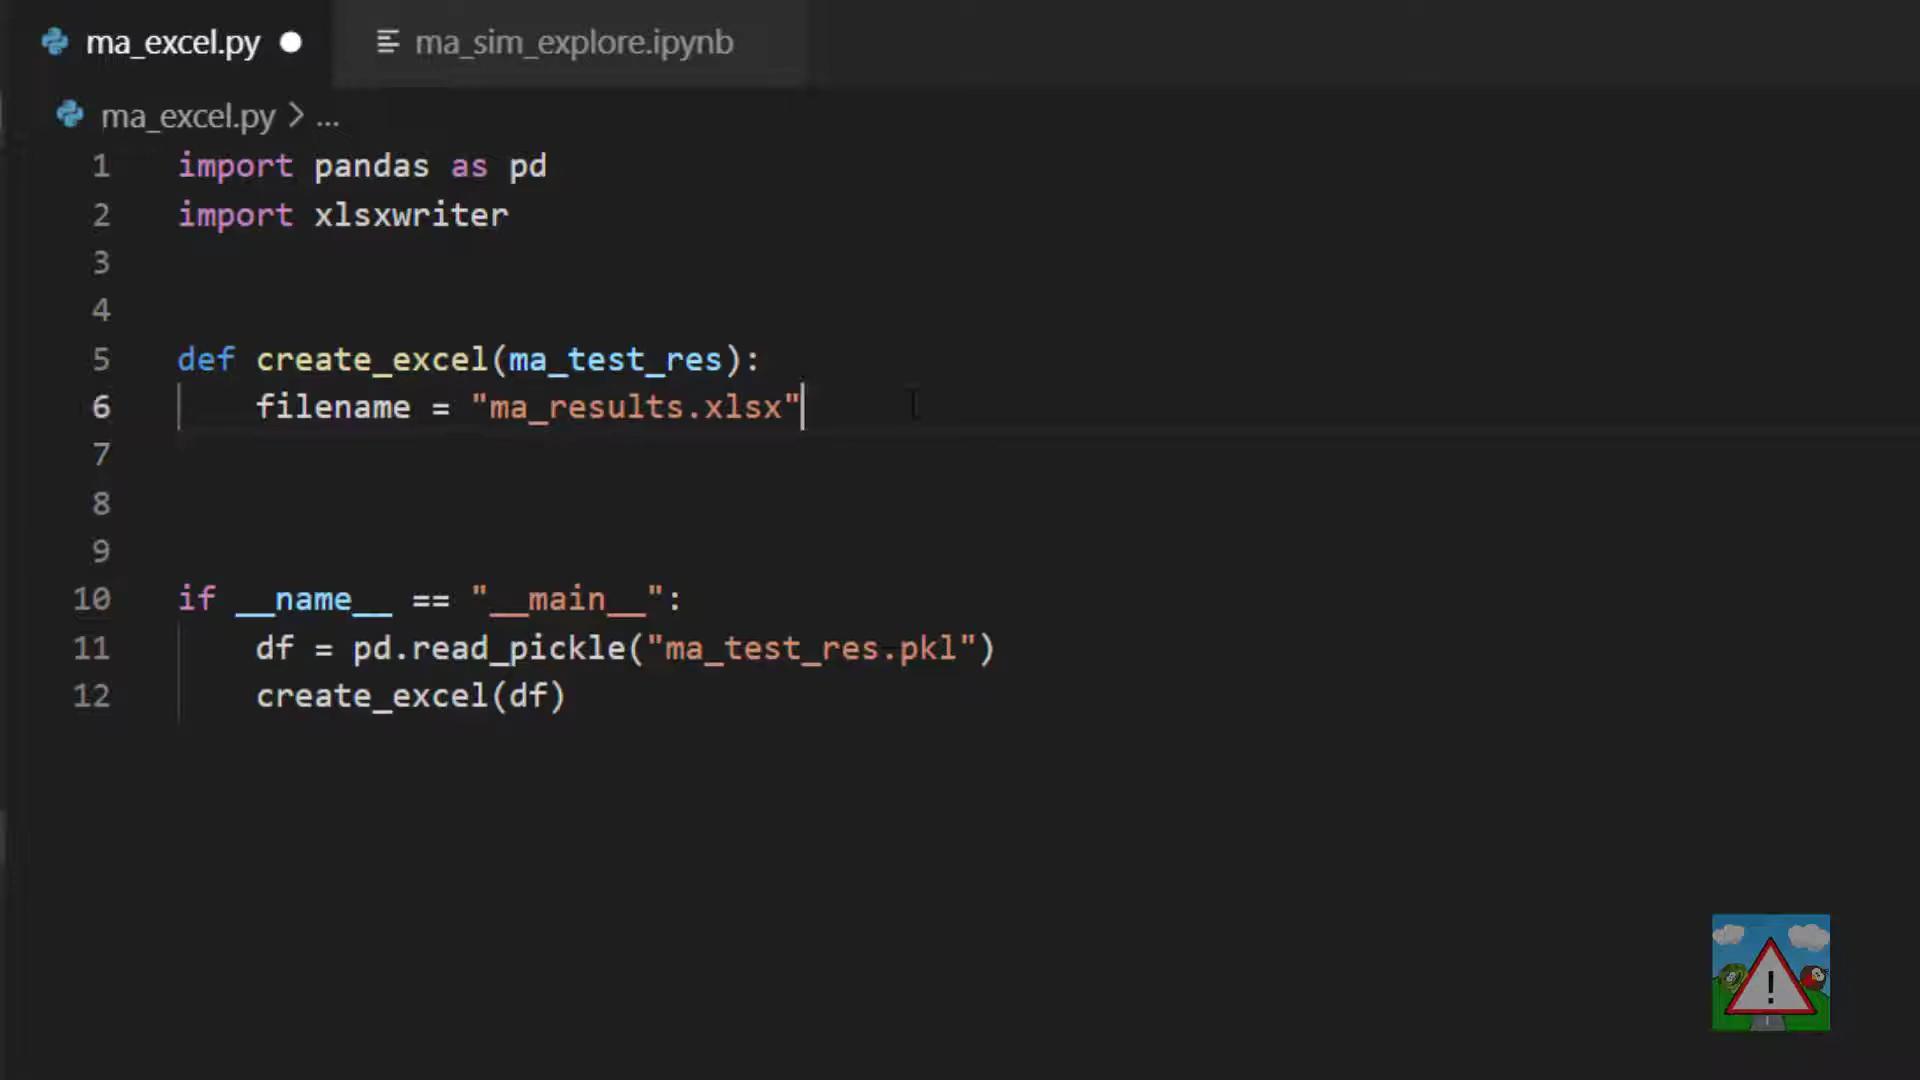 ma_excel.py
ma_sim_explore.ipynb
ma_excel.py > ...
1 import pandas as pd
2 import xlsxwriter
3
4
5 def create_excel(ma_test_res):
6 filename = "ma_results.xlsx"
7
8
9
10 if __name__ == "__main__":
11 df = pd.read_pickle("ma_test_res.pkl")
12 create_excel(df)
!